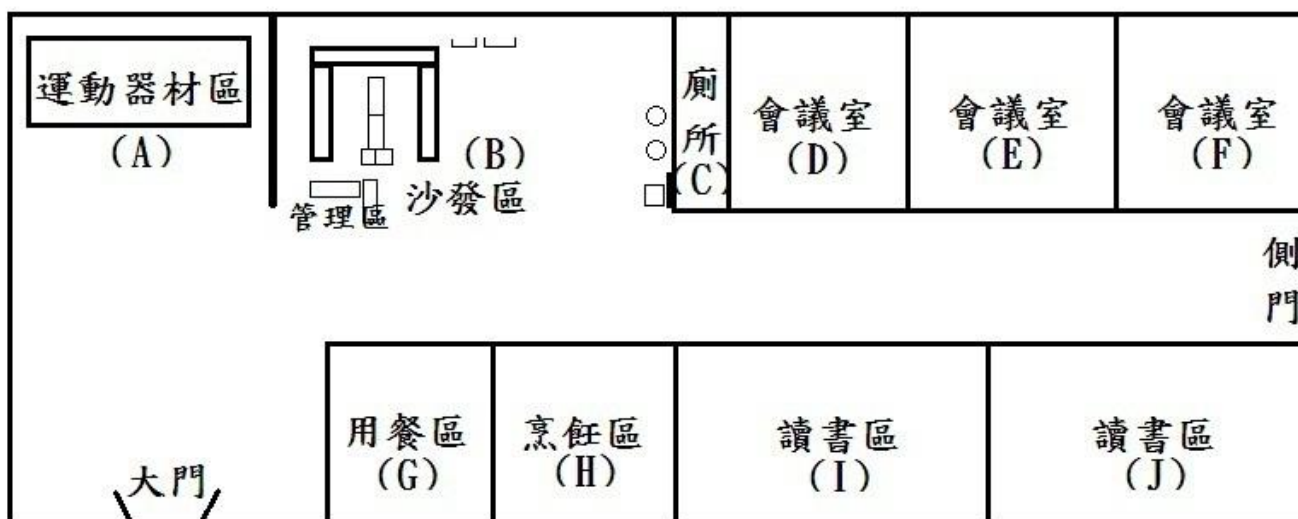 運動器材區
(A)
(B)
沙發區
管理區
廁所
(C)
會議室
(D)
會議室
(E)
會議室
(F)
側門
用餐區
(G)
烹飪區
(H)
讀書區
(I)
讀書區
(J)
大門